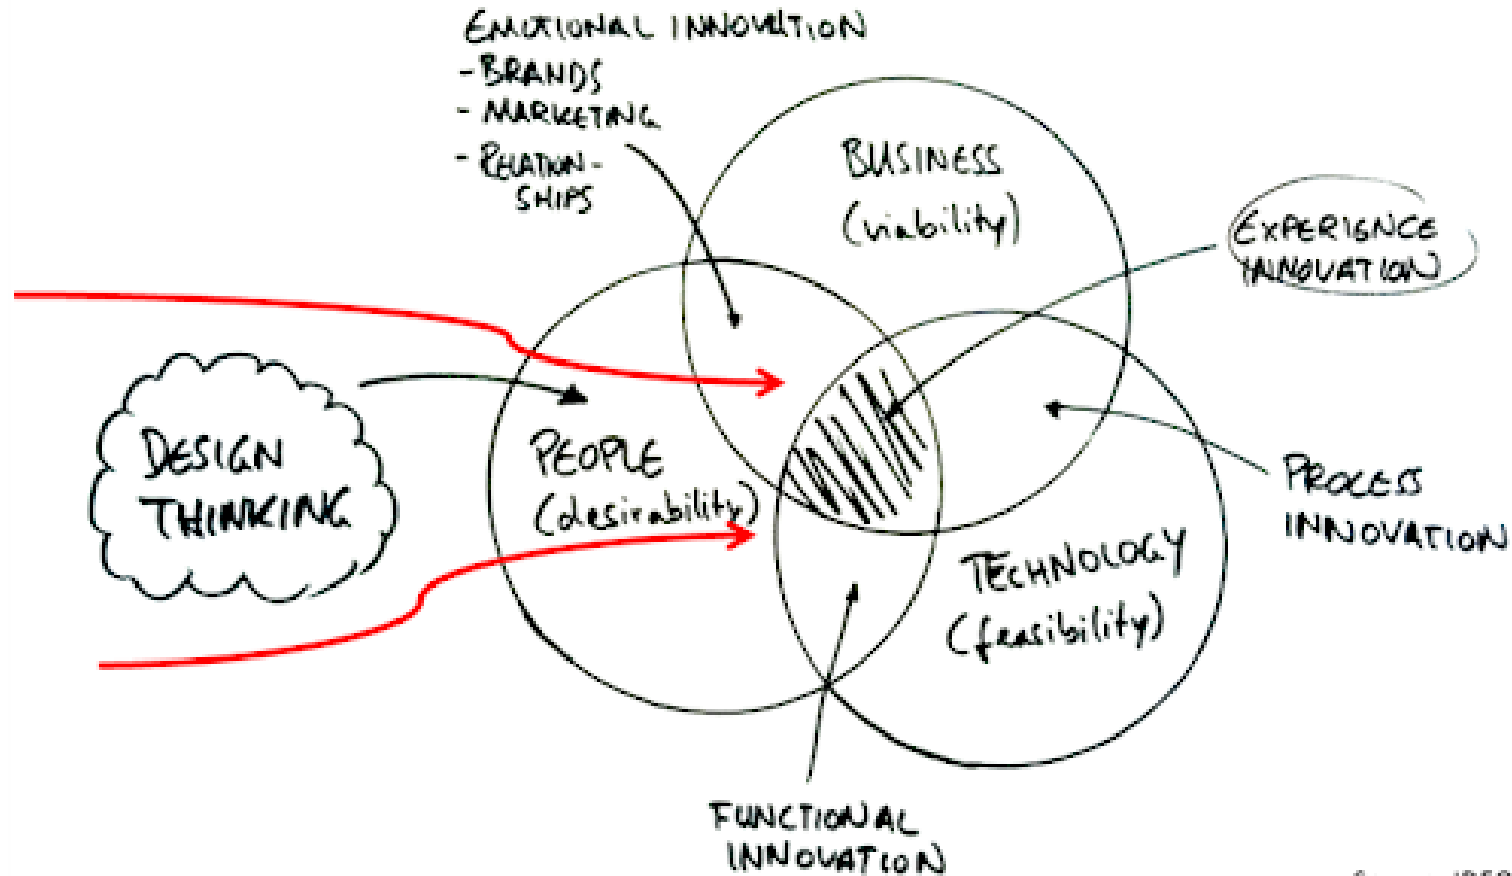 EMOTIONAL INNOVATION
- BRANDS
- MARKETING
- RELATION-
SHIPS
BUSINESS
(viability)
EXPERIENCE
INNOVATION
DESIGN
THINKING
PEOPLE
(desirability)
PROCESS
INNOVATION
TECHNOLOGY
(feasibility)
FUNCTIONAL
INNOVATION